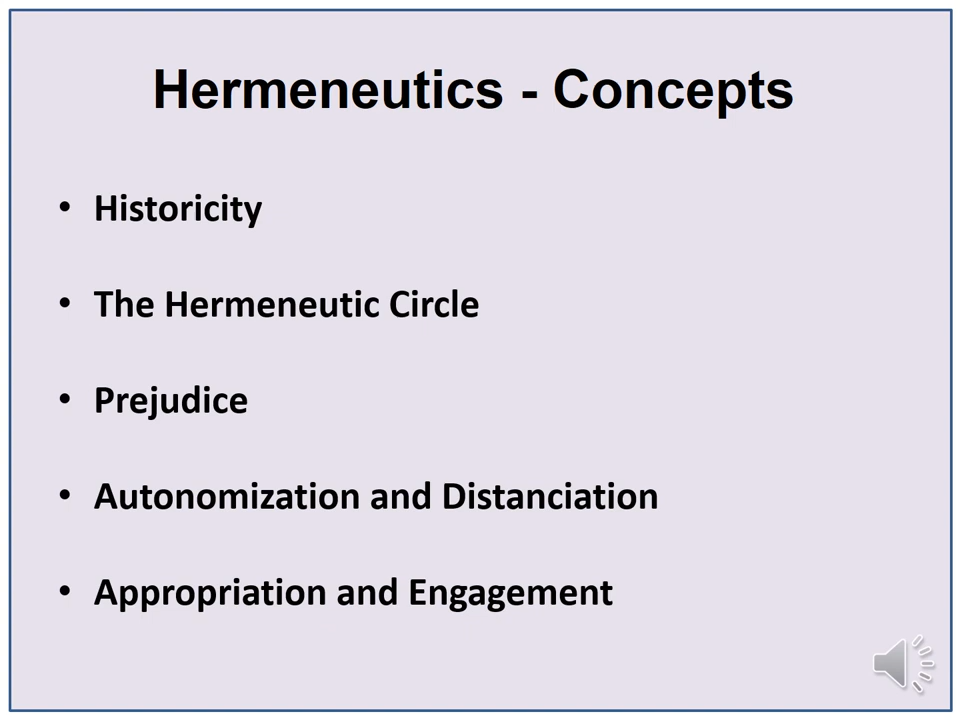 Hermeneutics - Concepts
• Historicity
• The Hermeneutic Circle
• Prejudice
• Autonomization and Distanciation
• Appropriation and Engagement